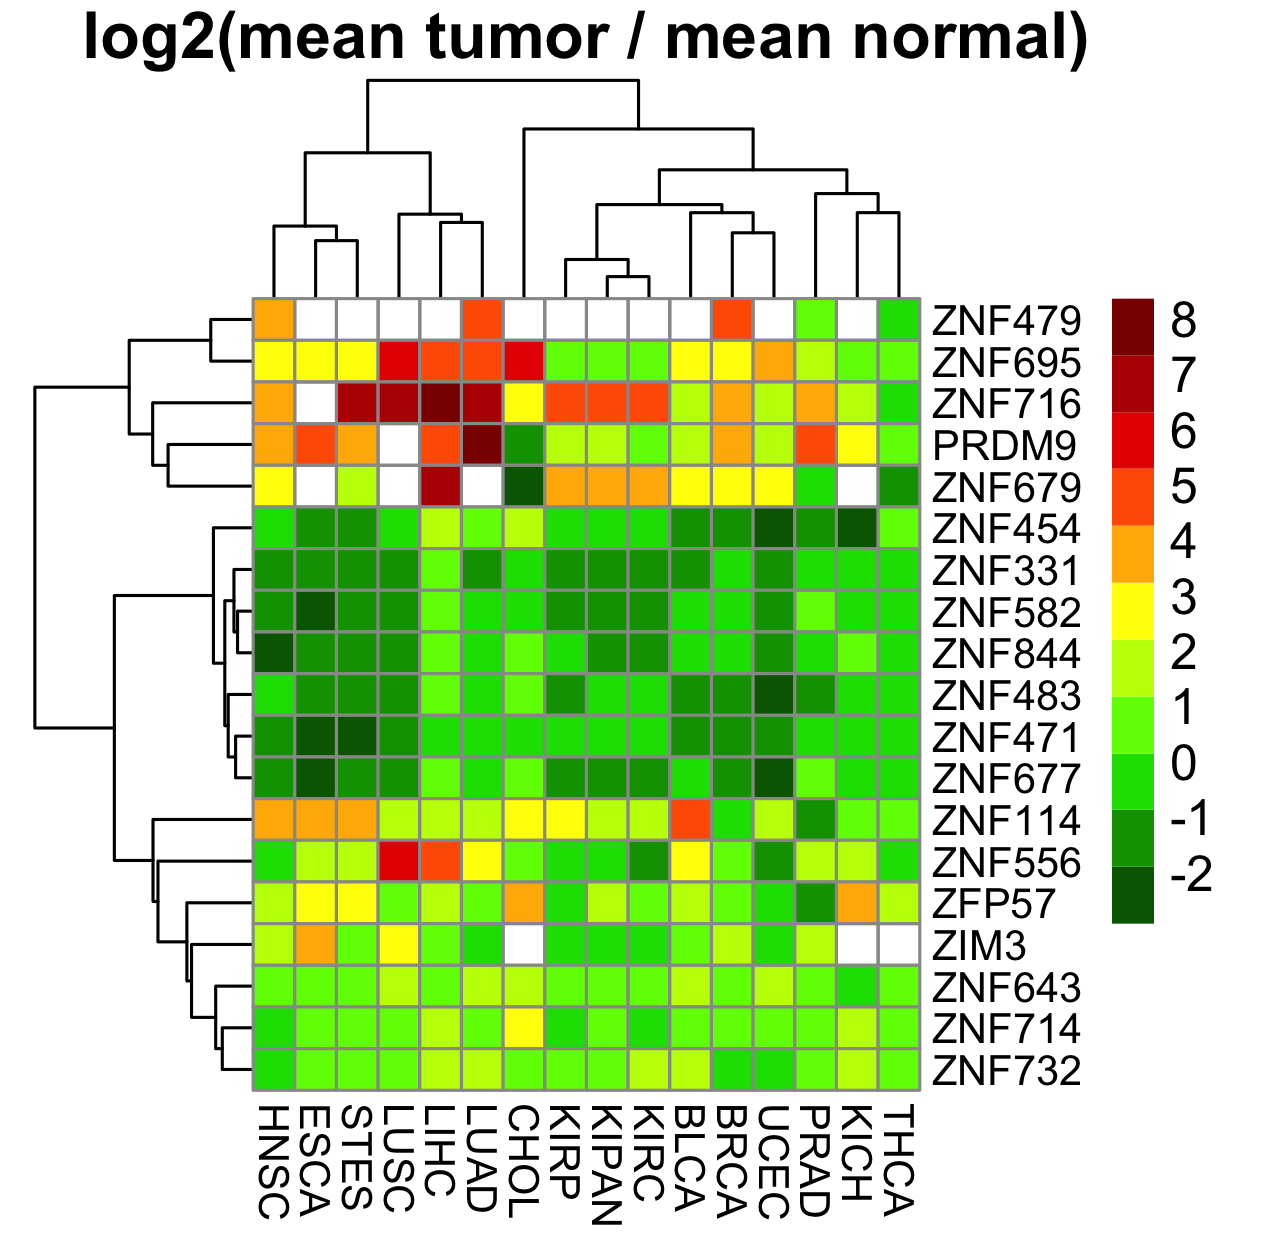 log2(mean tumor / mean normal)
ZNF479
ZNF695
ZNF716
PRDM9
ZNF679
ZNF454
ZNF331
ZNF582
ZNF844
ZNF483
ZNF471
ZNF677
ZNF114
ZNF556
ZFP57
ZIM3
ZNF643
ZNF714
ZNF732
8
7
6
5
4
3
2
1
0
-1
-2
HNSC
ESCA
STES
LUSC
LIHC
LUAD
CHOL
KIRP
KIPAN
KIRC
BLCA
BRCA
UCEC
PRAD
KICH
THCA